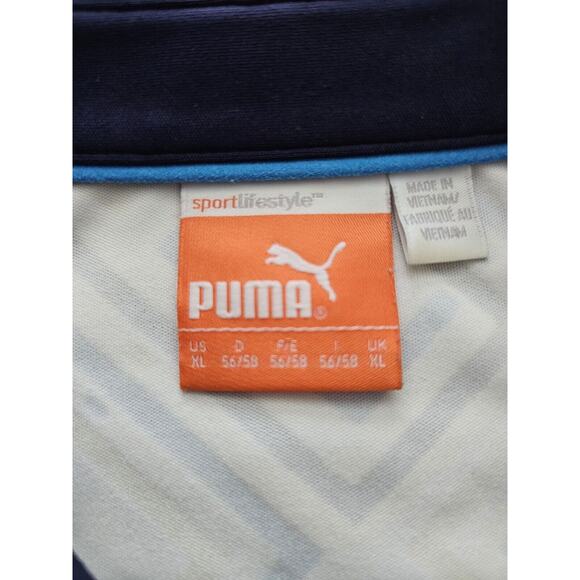 sportlifestyle™
PUMA®
US D F/E I UK
XL 56/58 56/58 56/58 XL
MADE IN
VIETNAM/
FABRIQUÉ AU
VIETNAM